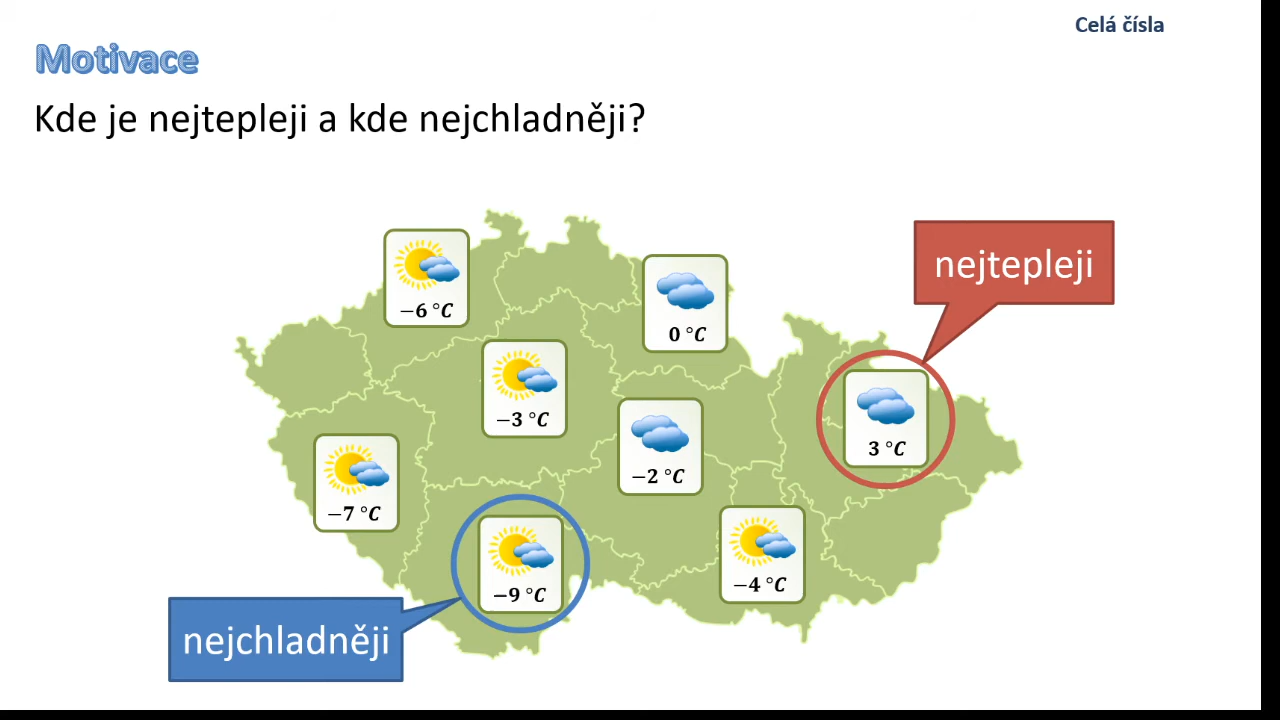 Celá čísla
Motivace
Kde je nejtepleji a kde nejchladněji?
nejtepleji
−6 °C
0 °C
−3 °C
3 °C
−2 °C
−7 °C
−4 °C
−9 °C
nejchladněji